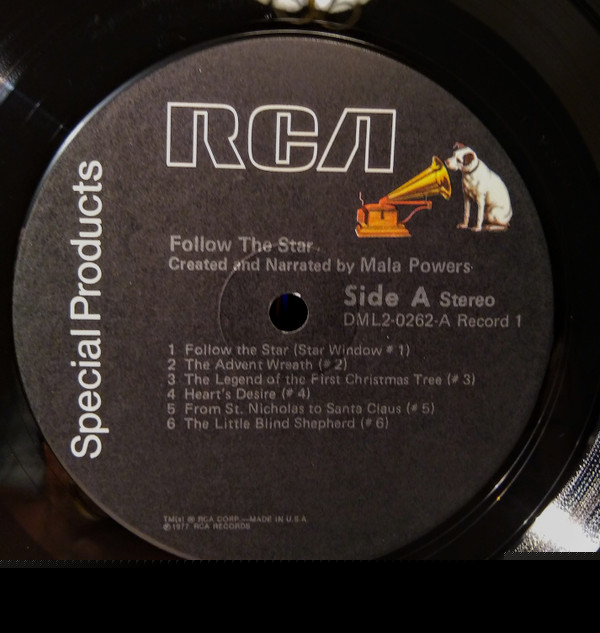 RCA
Special Products
Follow The Star
Created and Narrated by Mala Powers
Side A Stereo
DML2-0262-A Record 1
1 Follow the Star (Star Window #1)
2 The Advent Wreath (#2)
3 The Legend of the First Christmas Tree (#3)
4 Heart's Desire (#4)
5 From St. Nicholas to Santa Claus (#5)
6 The Little Blind Shepherd (#6)
TM(s) ® RCA CORP.—MADE IN U.S.A.
©1977 RCA RECORDS